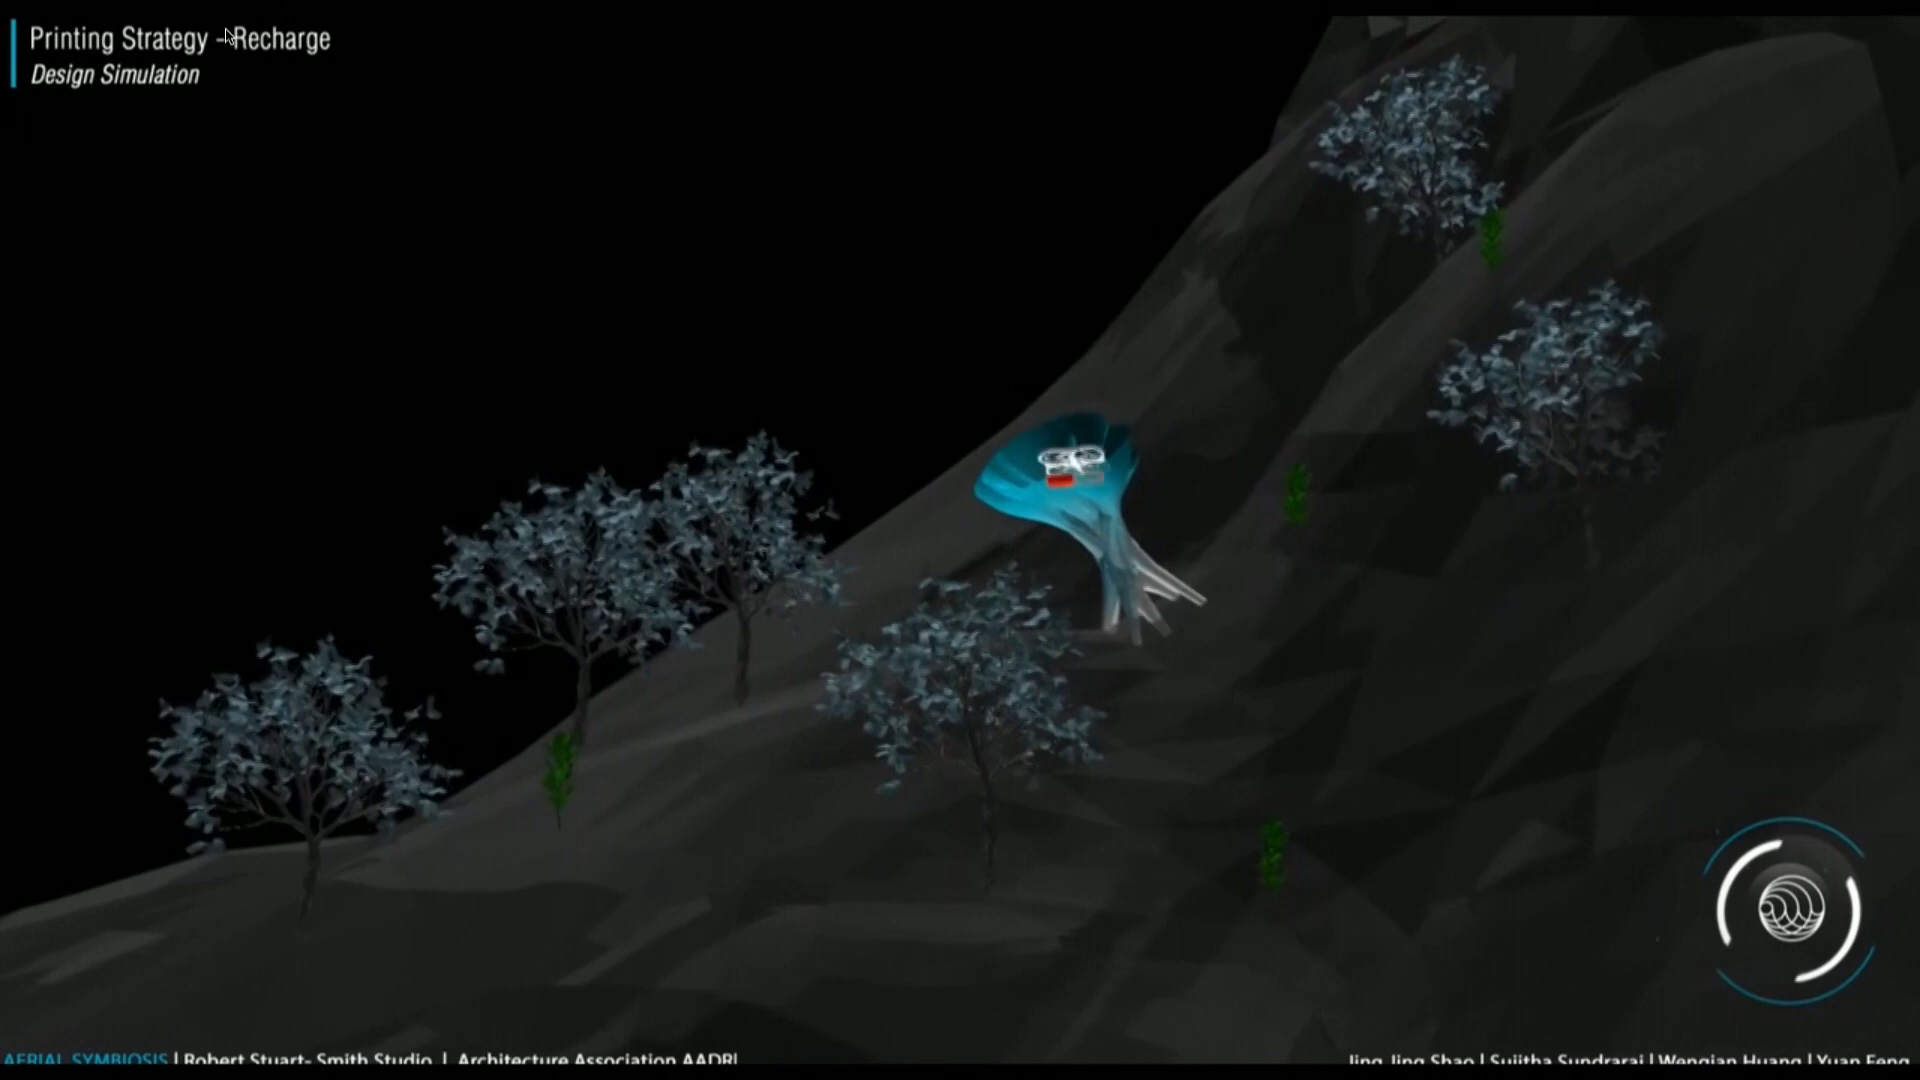 Printing Strategy - Recharge
Design Simulation
AERIAL SYMBIOSIS | Robert Stuart- Smith Studio | Architecture Association AADRL
Jing Jing Shao | Sujitha Sundraraj | Wenqian Huang | Yuan Feng